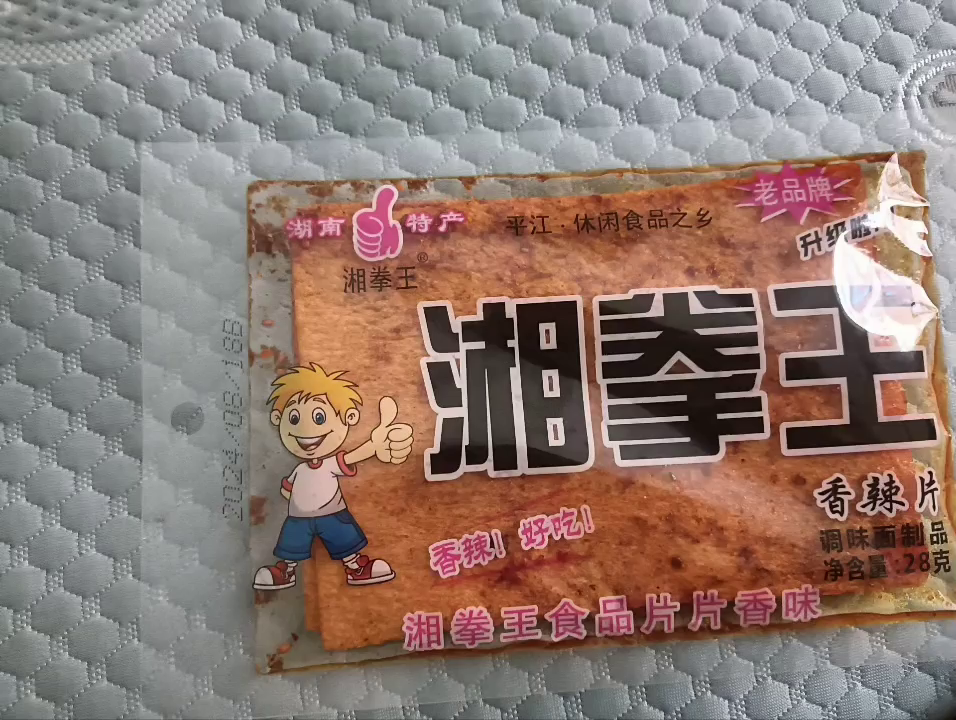 老品牌
湖南 特产
平江·休闲食品之乡
升级
湘拳王®
湘拳王
2024/08/18B
香辣片
香辣！好吃！
调味面制品
净含量：28克
湘拳王食品片片香味